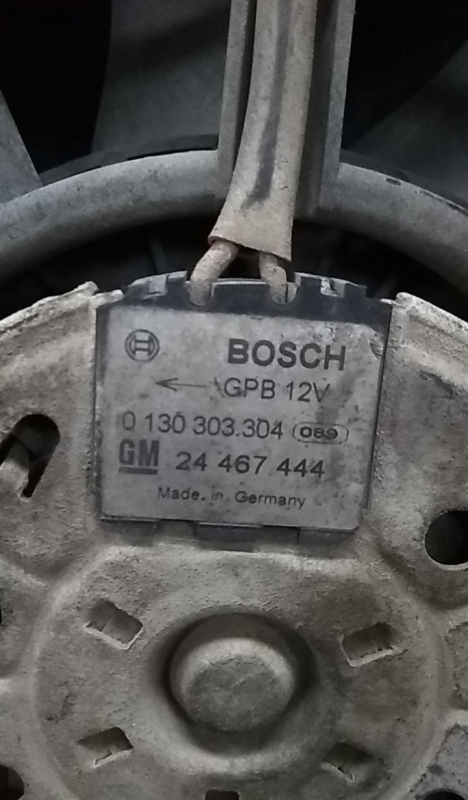 BOSCH
GPB 12V
0 130 303.304 089
GM 24 467 444
Made in Germany